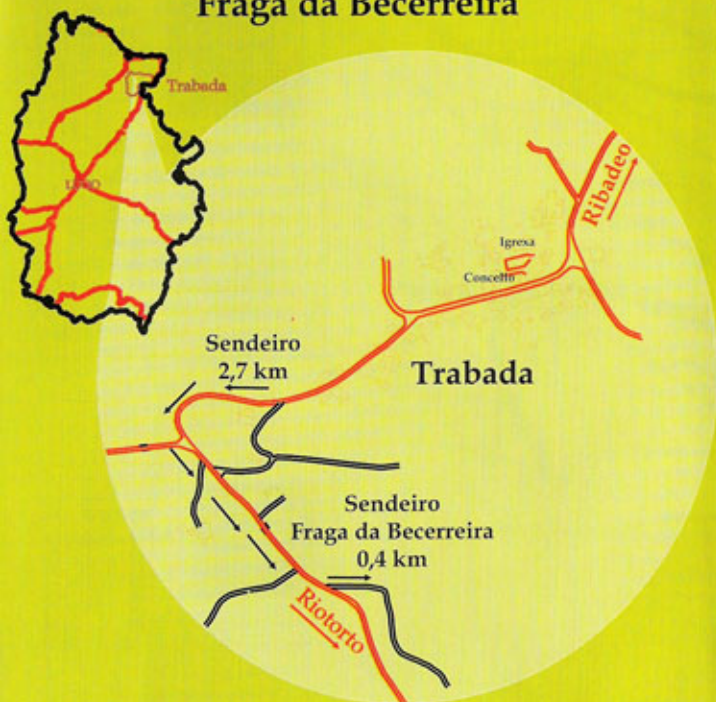 Fraga da Becerreira
Trabada
LUGO
Ribadeo
Igrexa
Concello
Sendeiro
2,7 km
Trabada
Sendeiro
Fraga da Becerreira
0,4 km
Riotorto